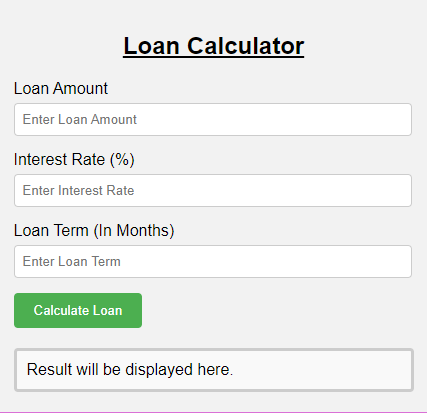 Loan Calculator
Loan Amount
Enter Loan Amount
Interest Rate (%)
Enter Interest Rate
Loan Term (In Months)
Enter Loan Term
Calculate Loan
Result will be displayed here.